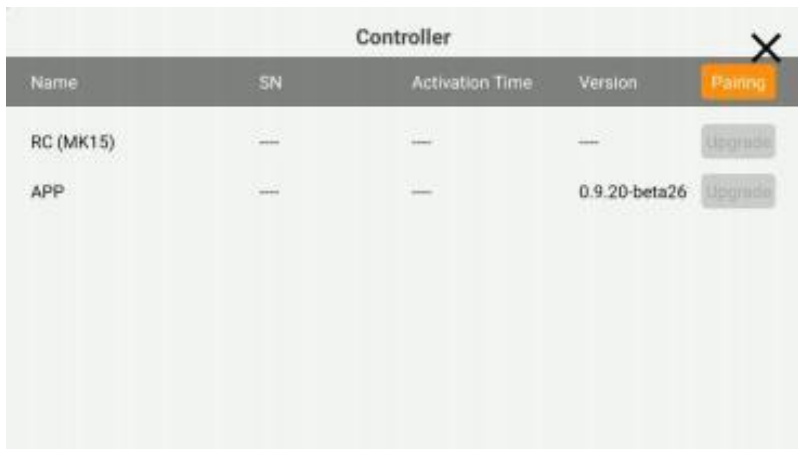 Controller
Name SN Activation Time Version Pairing
RC (MK15) ---- ---- ---- Upgrade
APP ---- ---- 0.9.20-beta26 Upgrade